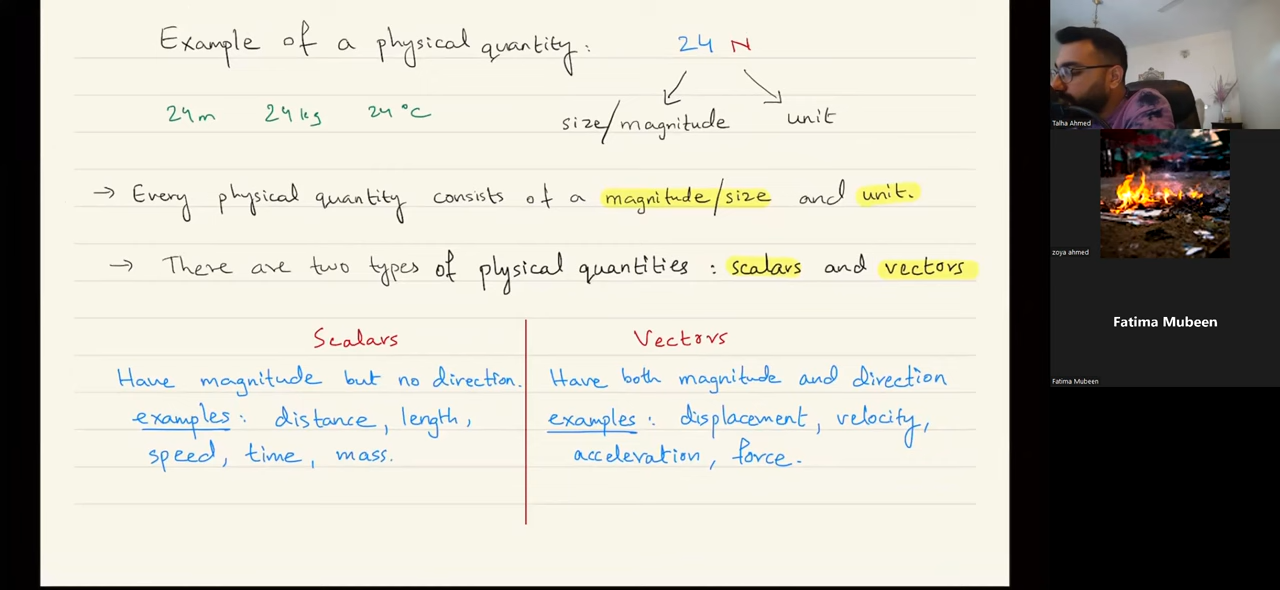 Example of a physical quantity: 24 N
24m 24kg 24°C
size/magnitude unit
→ Every physical quantity consists of a magnitude/size and unit.
→ There are two types of physical quantities : scalars and vectors
Scalars
Have magnitude but no direction.
examples: distance, length,
speed, time, mass.
Vectors
Have both magnitude and direction
examples: displacement, velocity,
acceleration, force.
Talha Ahmed
zoya ahmed
Fatima Mubeen
Fatima Mubeen